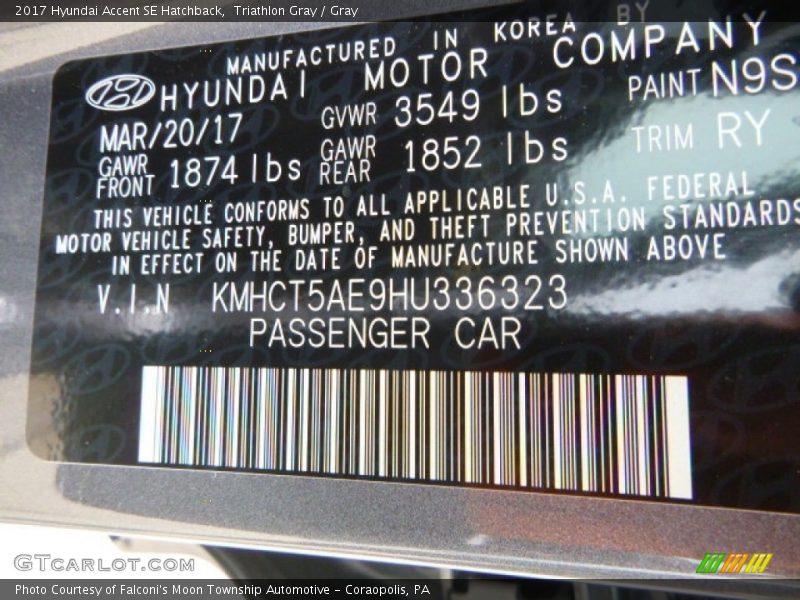 2017 Hyundai Accent SE Hatchback, Triathlon Gray / Gray
MANUFACTURED IN KOREA BY
HYUNDAI MOTOR COMPANY
MAR/20/17 GVWR 3549 lbs PAINT N9S
GAWR FRONT 1874 lbs GAWR REAR 1852 lbs TRIM RY
THIS VEHICLE CONFORMS TO ALL APPLICABLE U.S.A. FEDERAL
MOTOR VEHICLE SAFETY, BUMPER, AND THEFT PREVENTION STANDARDS
IN EFFECT ON THE DATE OF MANUFACTURE SHOWN ABOVE
V.I.N KMHCT5AE9HU336323
PASSENGER CAR
GTCARLOT.COM
Photo Courtesy of Falconi's Moon Township Automotive - Coraopolis, PA